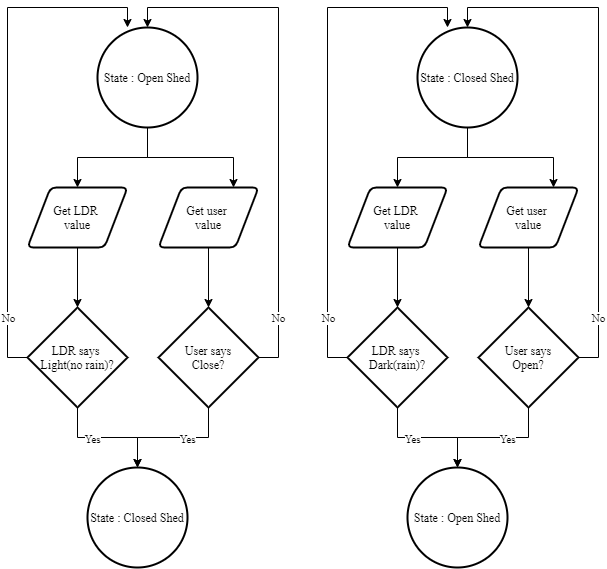 State : Open Shed
Get LDR
value
Get user
value
No
LDR says
Light(no rain)?
User says
Close?
No
Yes
Yes
State : Closed Shed
State : Closed Shed
Get LDR
value
Get user
value
No
LDR says
Dark(rain)?
User says
Open?
No
Yes
Yes
State : Open Shed